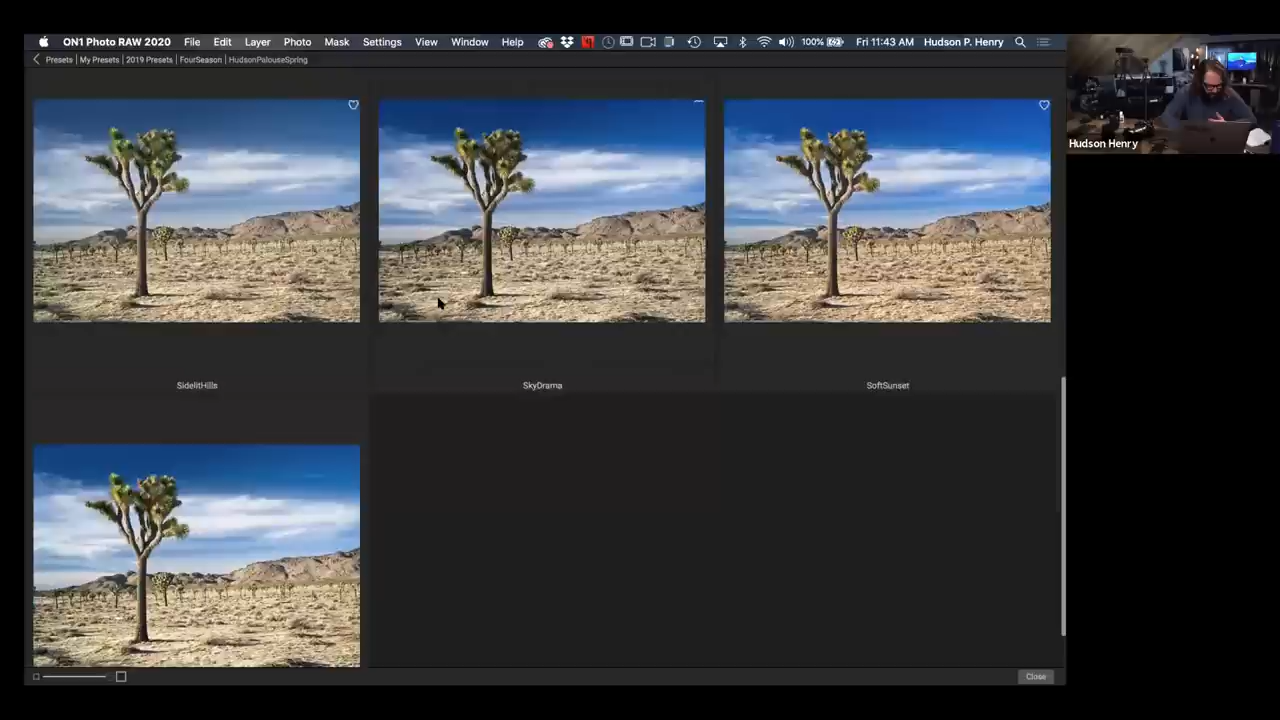 ON1 Photo RAW 2020 File Edit Layer Photo Mask Settings View Window Help 100% Fri 11:43 AM Hudson P. Henry
Presets | My Presets | 2019 Presets | FourSeason | HudsonPalouseSpring
Hudson Henry
SidelitHills SkyDrama SoftSunset
Close